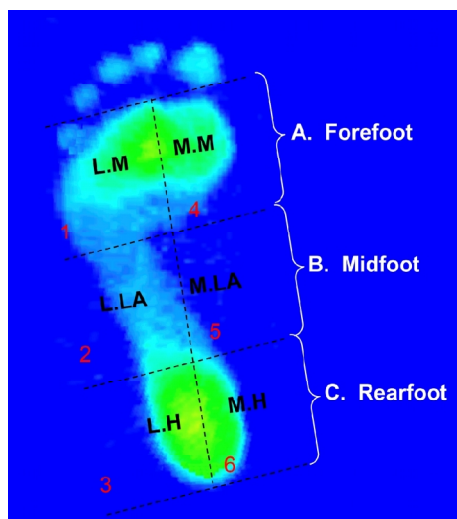 A. Forefoot
L.M M.M
1 4
B. Midfoot
L.LA M.LA
2 5
C. Rearfoot
L.H M.H
3 6